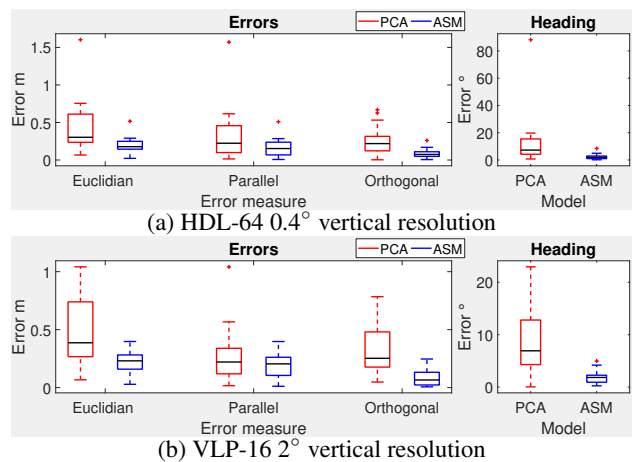 Errors
PCA ASM
Heading
Error m
1.5
1
0.5
0
Euclidian Parallel Orthogonal
Error measure
Error °
80
60
40
20
0
PCA ASM
Model
(a) HDL-64 0.4° vertical resolution
Errors
PCA ASM
Heading
Error m
1
0.5
0
Euclidian Parallel Orthogonal
Error measure
Error °
20
10
0
PCA ASM
Model
(b) VLP-16 2° vertical resolution